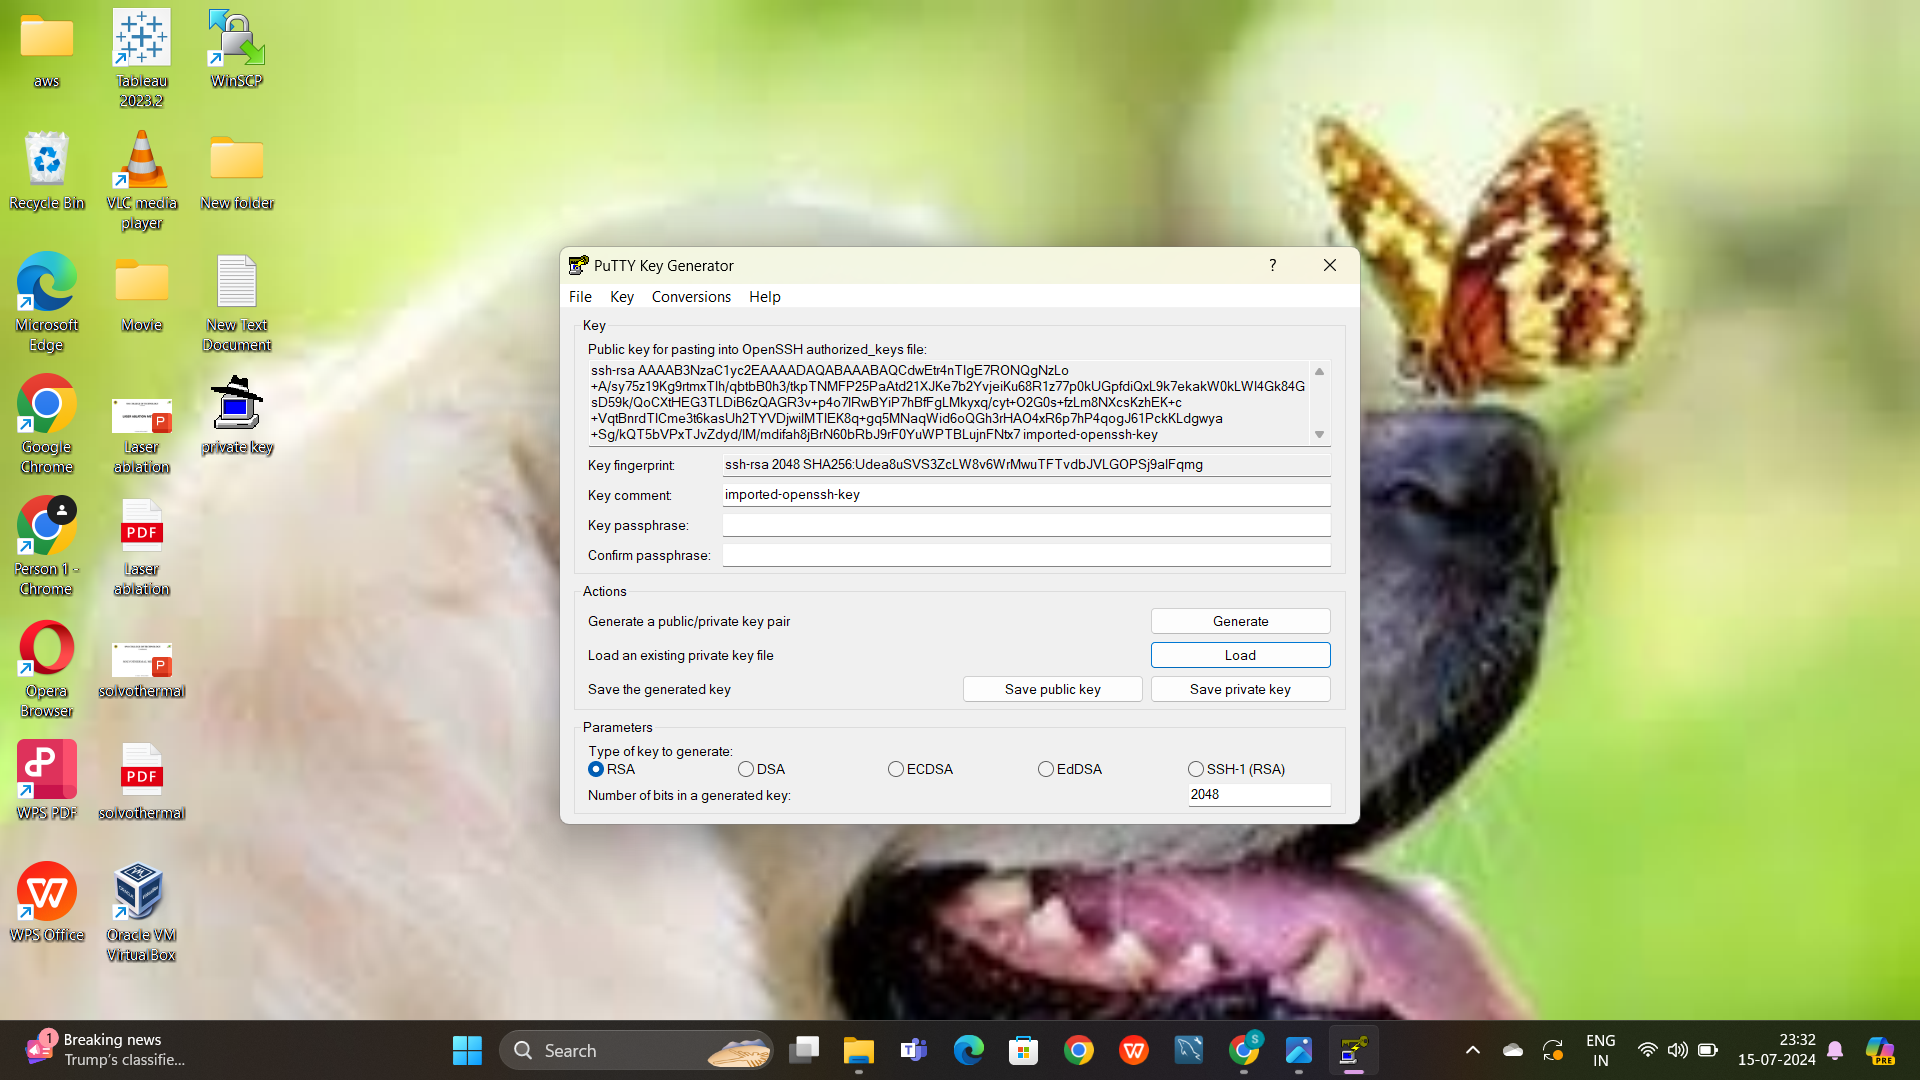 aws
Tableau
2023.2
WinSCP
Recycle Bin
VLC media
player
New folder
Microsoft
Edge
Movie
New Text
Document
Google
Chrome
Laser
ablation
private key
Person 1 -
Chrome
PDF
Laser
ablation
Opera
Browser
P
solvothermal
WPS PDF
PDF
solvothermal
WPS Office
Oracle VM
VirtualBox
PuTTY Key Generator
?
File Key Conversions Help
Key
Public key for pasting into OpenSSH authorized_keys file:
ssh-rsa AAAAB3NzaC1yc2EAAAADAQABAAABAQCdwEtr4nTIgE7RONQgNzLo
+A/sy75z19Kg9rtmxTlh/qbtbB0h3/tkpTNMFP25PaAtd21XJKe7b2YvjeiKu68R1z77p0kUGpfdiQxL9k7ekakW0kLWI4Gk84G
sD59k/QoCXtHEG3TLDiB6zQAGR3v+p4o7lRwBYiP7hBfFgLMkyxq/cyt+O2G0s+fzLm8NXcsKzhEK+c
+VqtBnrdTICme3t6kasUh2TYVDjwilMTlEK8q+gq5MNaqWid6oQGh3rHAO4xR6p7hP4qogJ61PckKLdgwya
+Sg/kQT5bVPxTJvZdyd/lM/mdifah8jBrN60bRbJ9rF0YuWPTBLujnFNtx7 imported-openssh-key
Key fingerprint: ssh-rsa 2048 SHA256:Udea8uSVS3ZcLW8v6WrMwuTFTvdbJVLGOPSj9alFqmg
Key comment: imported-openssh-key
Key passphrase:
Confirm passphrase:
Actions
Generate a public/private key pair Generate
Load an existing private key file Load
Save the generated key Save public key Save private key
Parameters
Type of key to generate:
RSA DSA ECDSA EdDSA SSH-1 (RSA)
Number of bits in a generated key: 2048
1
Breaking news
Trump's classifie...
Search
S
ENG
IN
23:32
15-07-2024
PRE